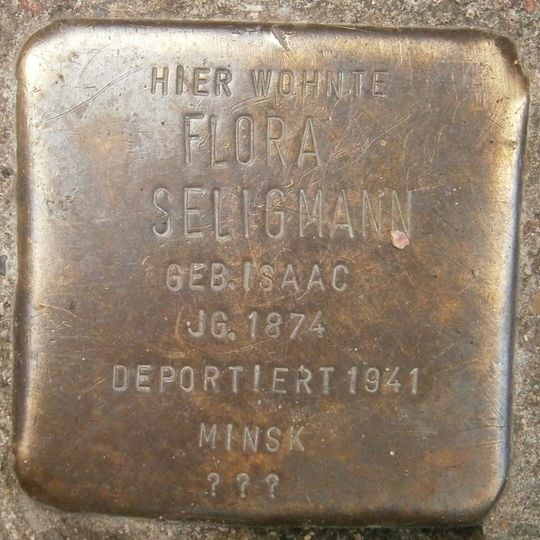 HIER WOHNTE
FLORA
SELIGMANN
GEB. ISAAC
JG. 1874
DEPORTIERT 1941
MINSK
???